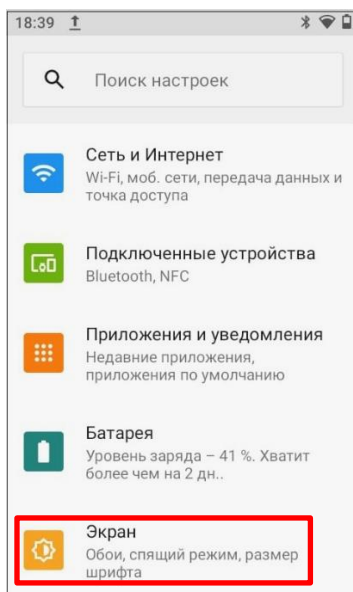 18:39
Поиск настроек
Сеть и Интернет
Wi-Fi, моб. сети, передача данных и
точка доступа
Подключенные устройства
Bluetooth, NFC
Приложения и уведомления
Недавние приложения,
приложения по умолчанию
Батарея
Уровень заряда – 41 %. Хватит
более чем на 2 дн..
Экран
Обои, спящий режим, размер
шрифта